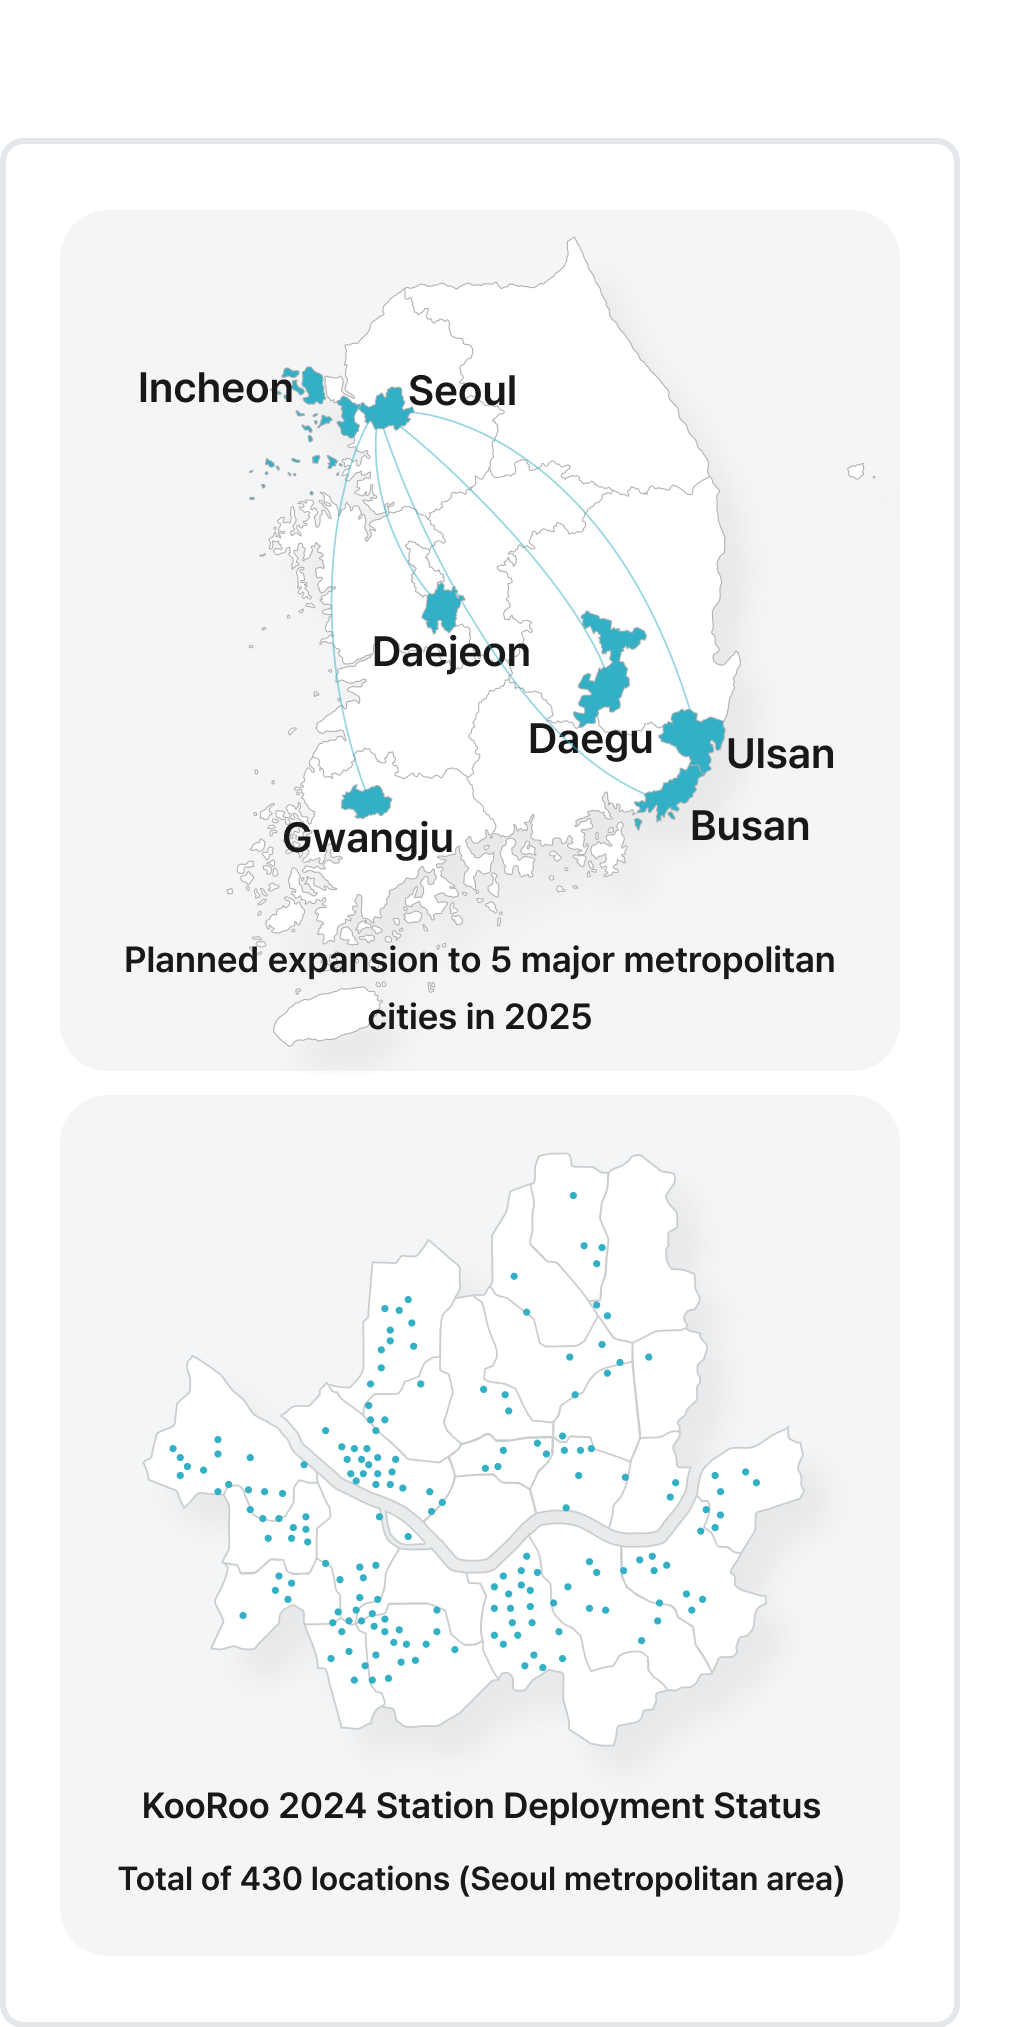 Incheon
Seoul
Daejeon
Daegu
Ulsan
Busan
Gwangju
Planned expansion to 5 major metropolitan
cities in 2025
KooRoo 2024 Station Deployment Status
Total of 430 locations (Seoul metropolitan area)